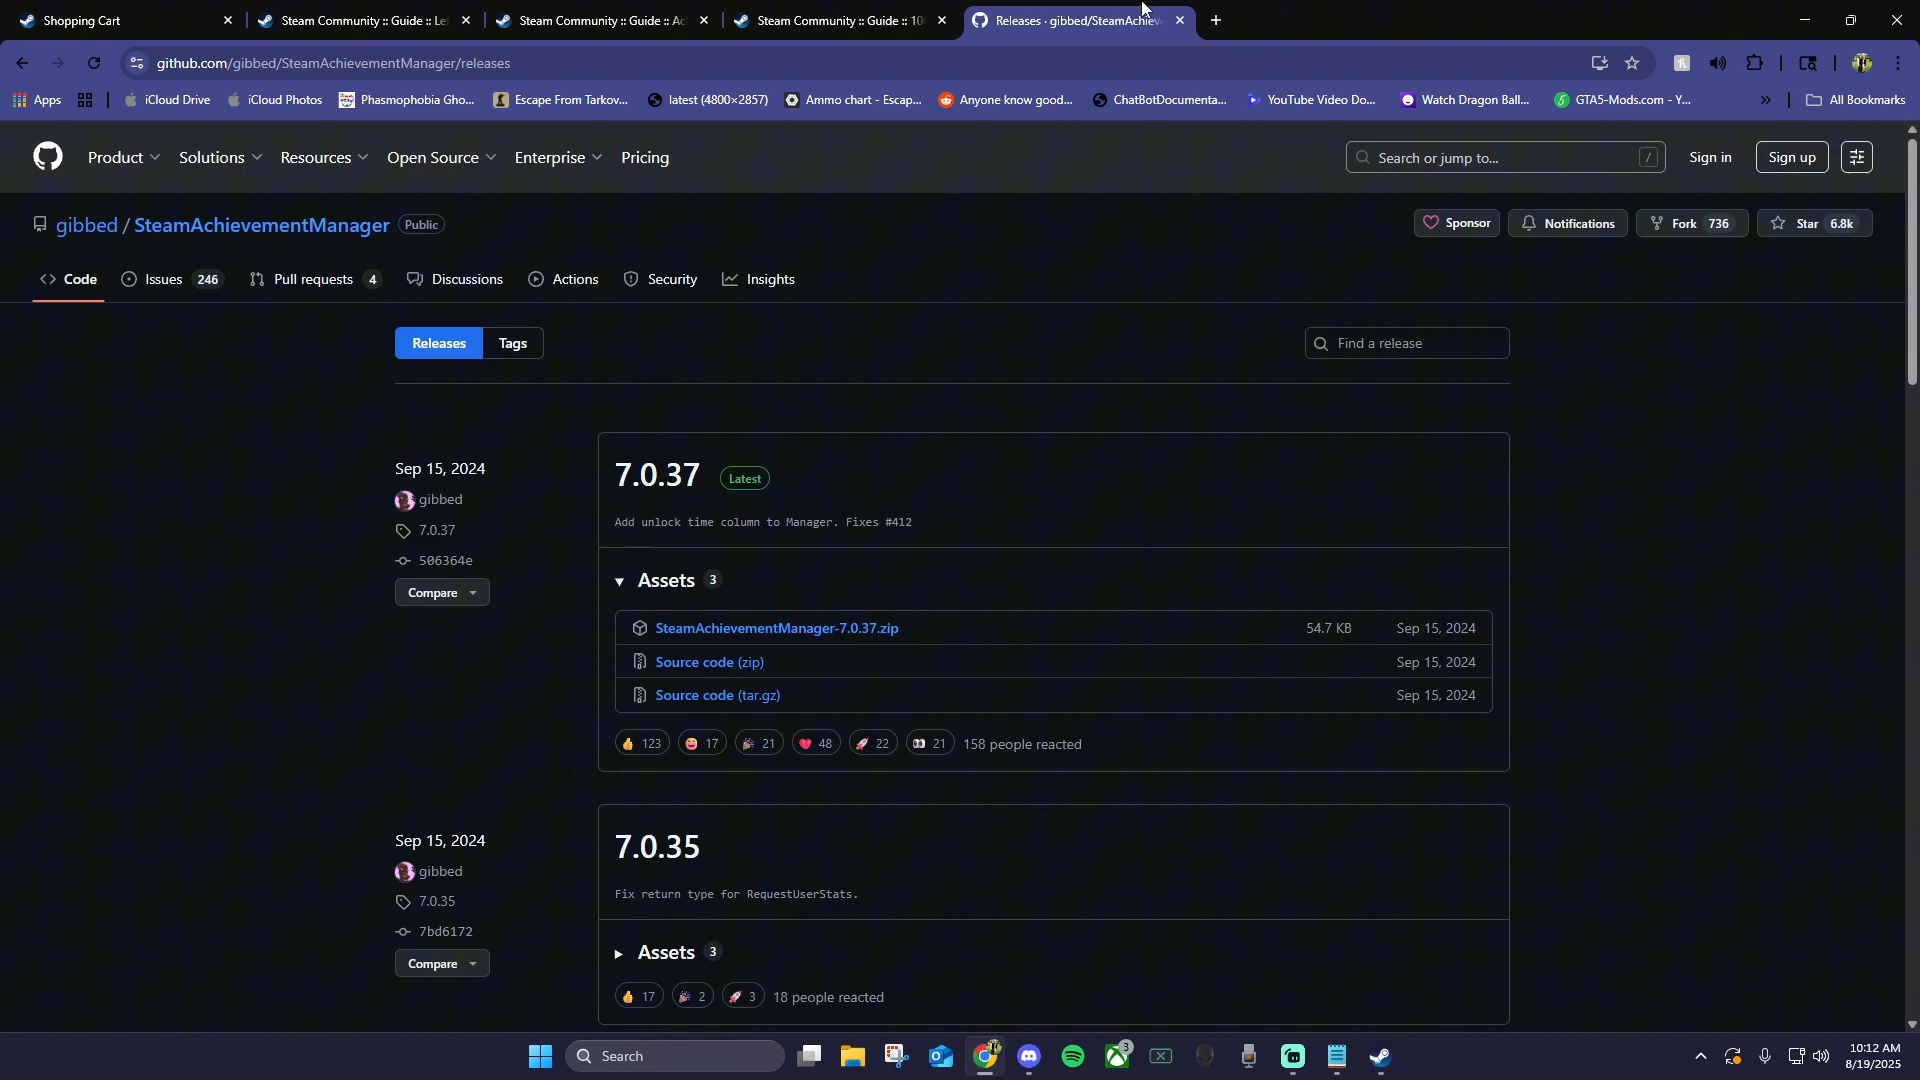 Shopping Cart
Steam Community :: Guide :: Le
Steam Community :: Guide :: Ac
Steam Community :: Guide :: 10
Releases · gibbed/SteamAchiev
github.com/gibbed/SteamAchievementManager/releases
Apps
iCloud Drive
iCloud Photos
Phasmophobia Gho...
Escape From Tarkov...
latest (4800×2857)
Ammo chart - Escap...
Anyone know good...
ChatBotDocumenta...
YouTube Video Do...
Watch Dragon Ball...
GTA5-Mods.com - Y...
»
All Bookmarks
Product
Solutions
Resources
Open Source
Enterprise
Pricing
Search or jump to...
/
Sign in
Sign up
gibbed / SteamAchievementManager Public
Sponsor
Notifications
Fork 736
Star 6.8k
Code
Issues 246
Pull requests 4
Discussions
Actions
Security
Insights
Releases
Tags
Find a release
Sep 15, 2024
gibbed
7.0.37
506364e
Compare
7.0.37 Latest
Add unlock time column to Manager. Fixes #412
Assets 3
SteamAchievementManager-7.0.37.zip 54.7 KB Sep 15, 2024
Source code (zip) Sep 15, 2024
Source code (tar.gz) Sep 15, 2024
123 17 21 48 22 21 158 people reacted
Sep 15, 2024
gibbed
7.0.35
7bd6172
Compare
7.0.35
Fix return type for RequestUserStats.
Assets 3
17 2 3 18 people reacted
Search
3
10:12 AM
8/19/2025